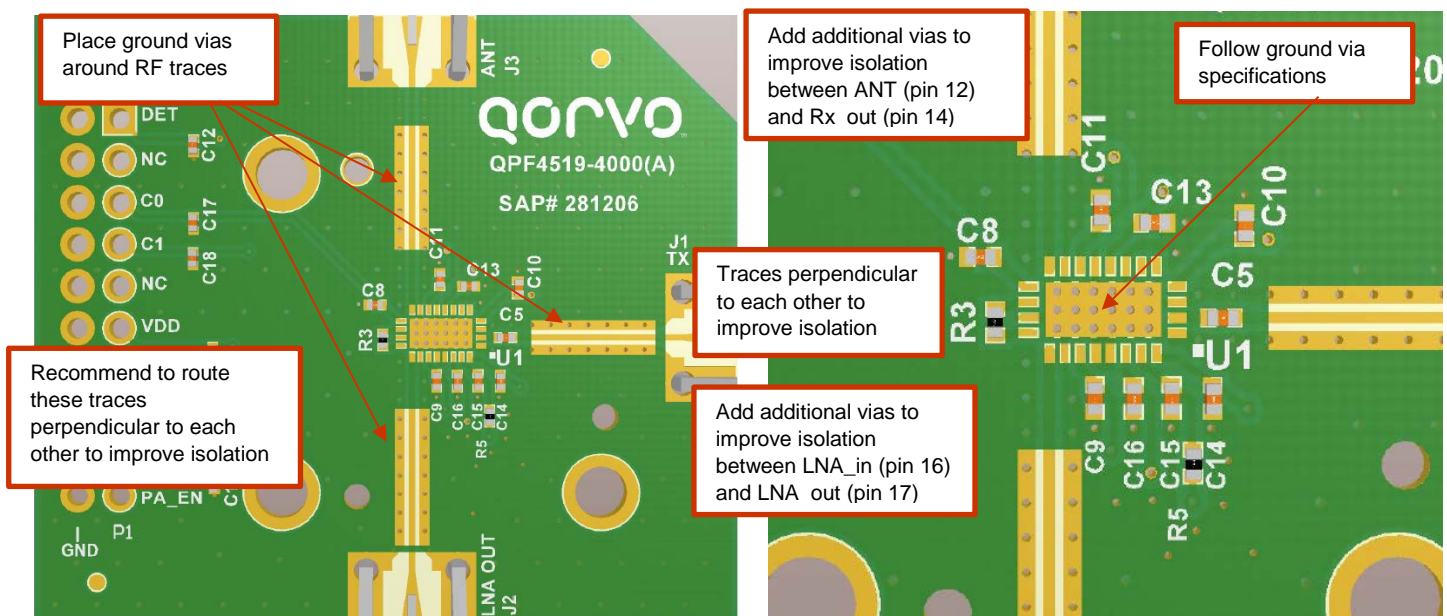 Place ground vias
around RF traces
ANT
J3
DET
C12
NC
C0
C17
C1
C18
NC
VDD
QORVO
QPF4519-4000(A)
SAP# 281206
J1
TX
C11
C13
C10
C8
C5
R3
U1
C9
C16
C15
C14
R5
Recommend to route
these traces
perpendicular to each
other to improve isolation
PA_EN
P1
GND
LNA OUT
J2
Add additional vias to
improve isolation
between ANT (pin 12)
and Rx out (pin 14)
Follow ground via
specifications
20
Traces perpendicular
to each other to
improve isolation
Add additional vias to
improve isolation
between LNA_in (pin 16)
and LNA out (pin 17)
C11
C13
C10
C8
C5
R3
U1
C9
C16
C15
C14
R5